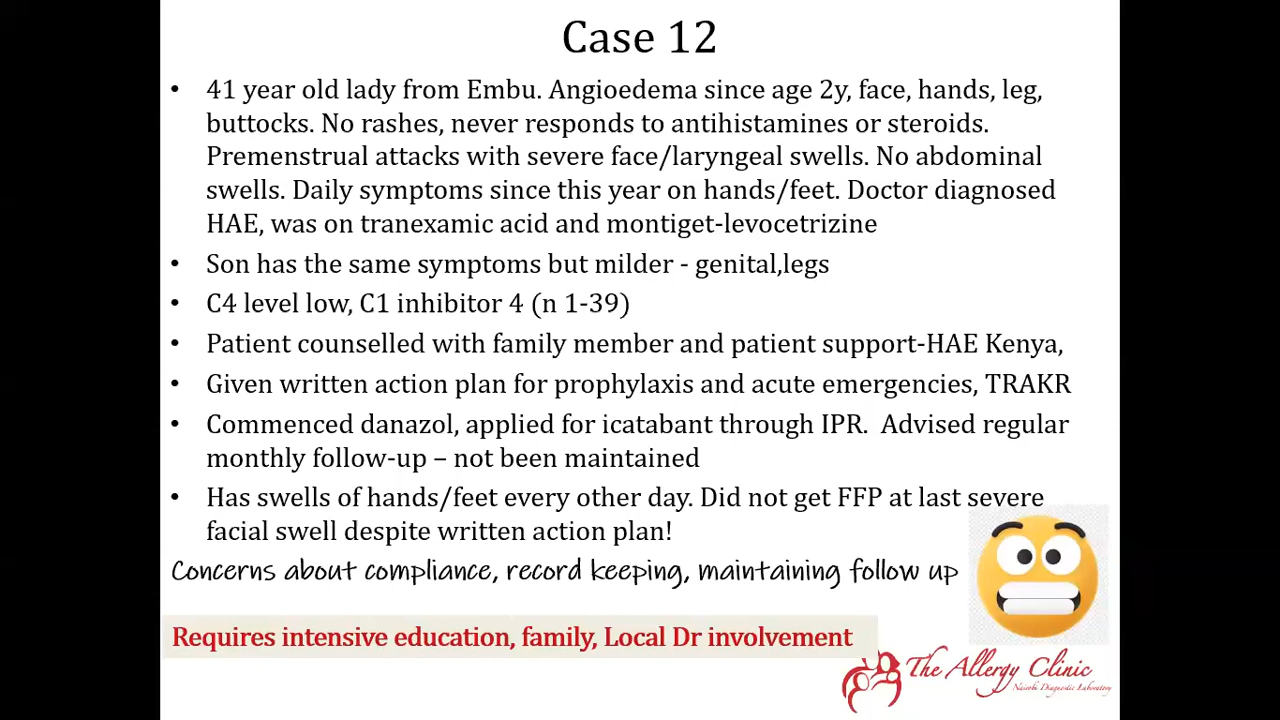 Case 12
• 41 year old lady from Embu. Angioedema since age 2y, face, hands, leg,
buttocks. No rashes, never responds to antihistamines or steroids.
Premenstrual attacks with severe face/laryngeal swells. No abdominal
swells. Daily symptoms since this year on hands/feet. Doctor diagnosed
HAE, was on tranexamic acid and montiget-levocetrizine
• Son has the same symptoms but milder - genital,legs
• C4 level low, C1 inhibitor 4 (n 1-39)
• Patient counselled with family member and patient support-HAE Kenya,
• Given written action plan for prophylaxis and acute emergencies, TRAKR
• Commenced danazol, applied for icatabant through IPR. Advised regular
monthly follow-up – not been maintained
• Has swells of hands/feet every other day. Did not get FFP at last severe
facial swell despite written action plan!
Concerns about compliance, record keeping, maintaining follow up
Requires intensive education, family, Local Dr involvement
The Allergy Clinic
Nairobi Diagnostic Laboratory